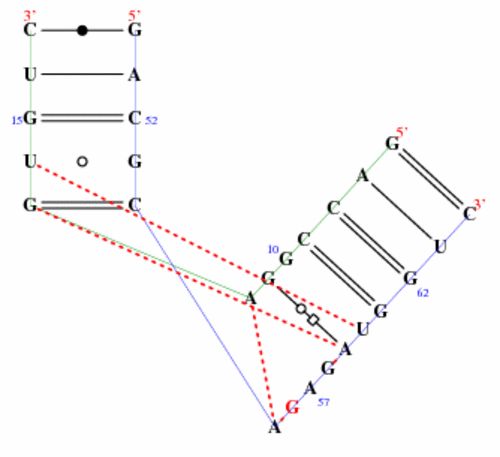 3' 5'
C G
U A
15 G C 52
U G
G C
5'
G
A
3'
C C
U
10 G C
G G 62
A G
U
A
G
A 57
G
A